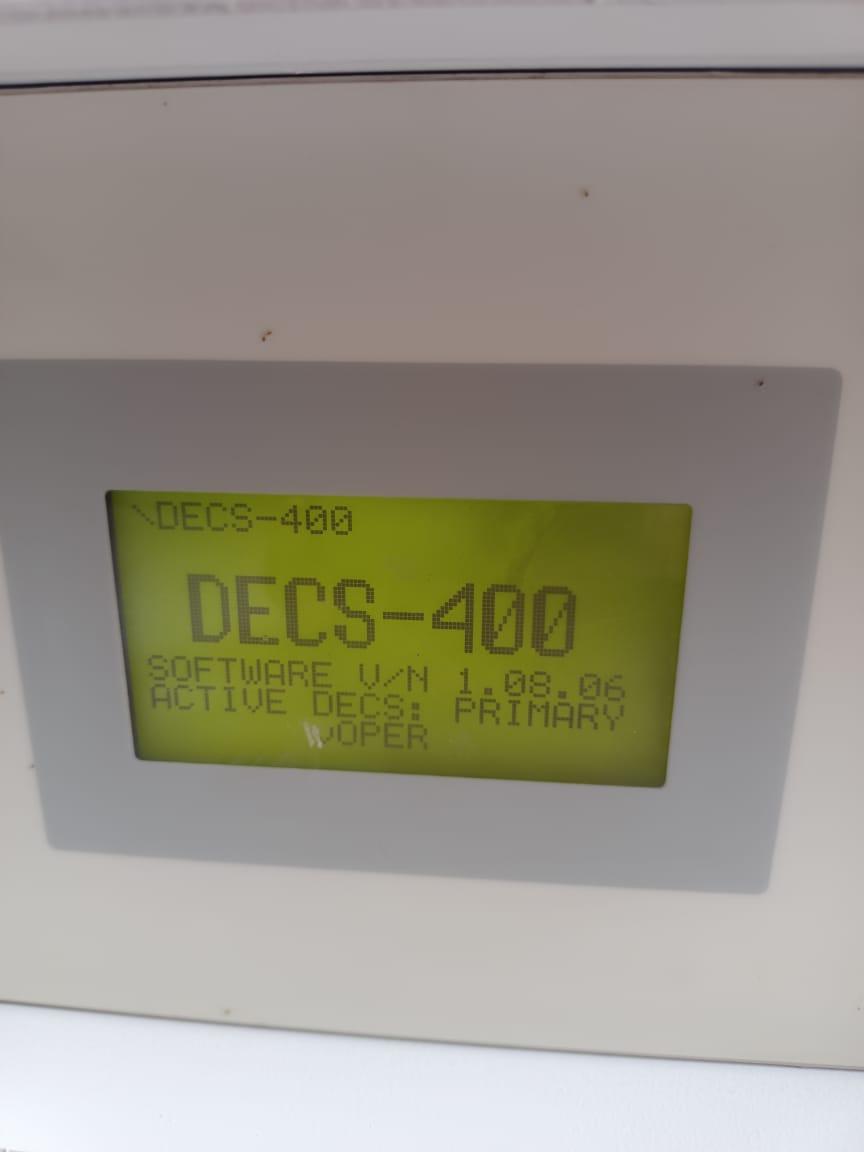 \DECS-400
DECS-400
SOFTWARE V/N 1.08.06
ACTIVE DECS: PRIMARY
↓OPER